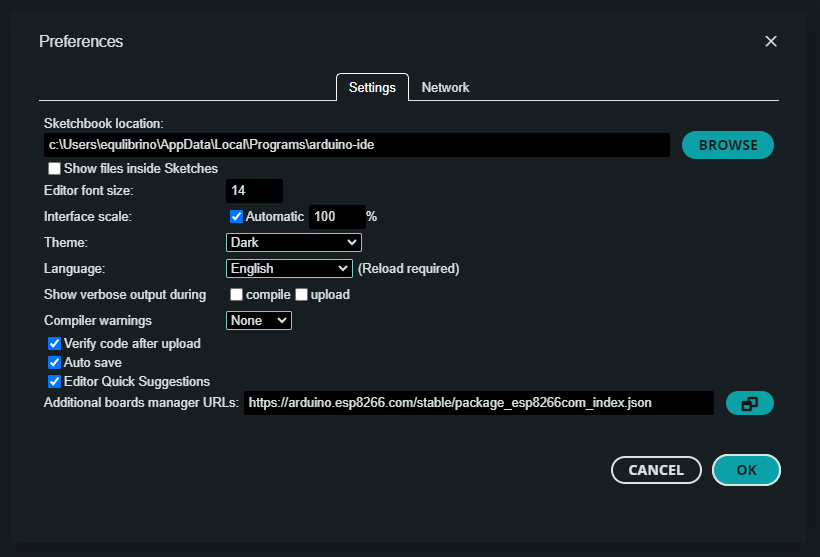 Preferences
Settings Network
Sketchbook location:
c:\Users\equlibrino\AppData\Local\Programs\arduino-ide BROWSE
Show files inside Sketches
Editor font size: 14
Interface scale: Automatic 100 %
Theme: Dark
Language: English (Reload required)
Show verbose output during compile upload
Compiler warnings None
Verify code after upload
Auto save
Editor Quick Suggestions
Additional boards manager URLs: https://arduino.esp8266.com/stable/package_esp8266com_index.json
CANCEL OK